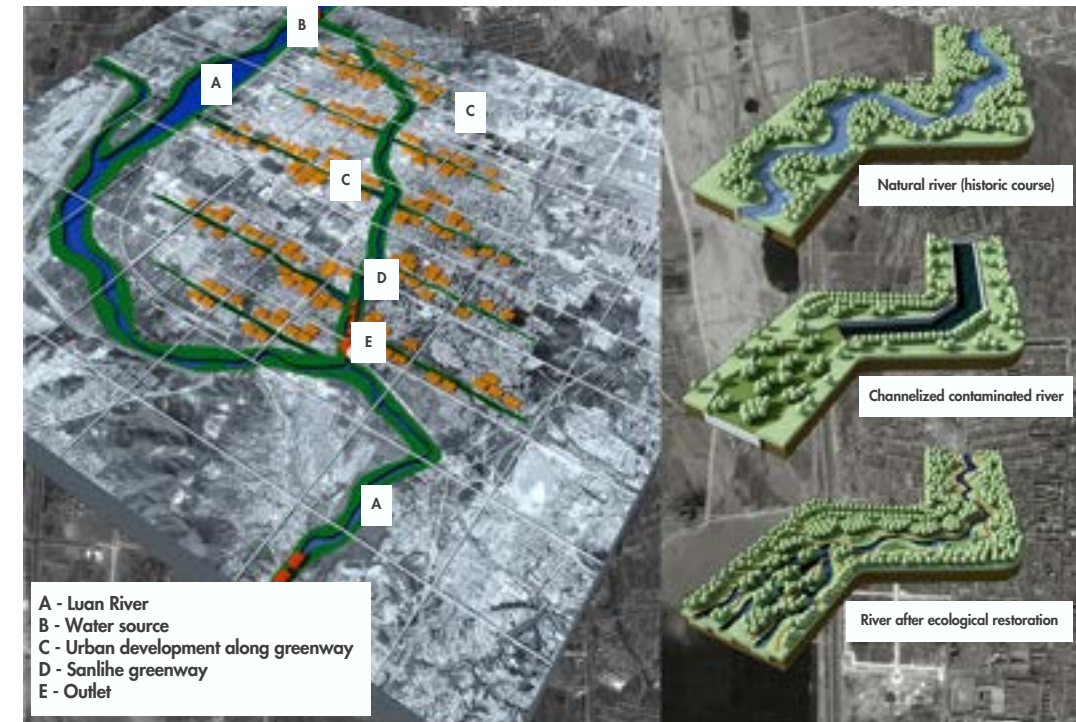 B
A
C
C
D
E
A
A - Luan River
B - Water source
C - Urban development along greenway
D - Sanlihe greenway
E - Outlet
Natural river (historic course)
Channelized contaminated river
River after ecological restoration